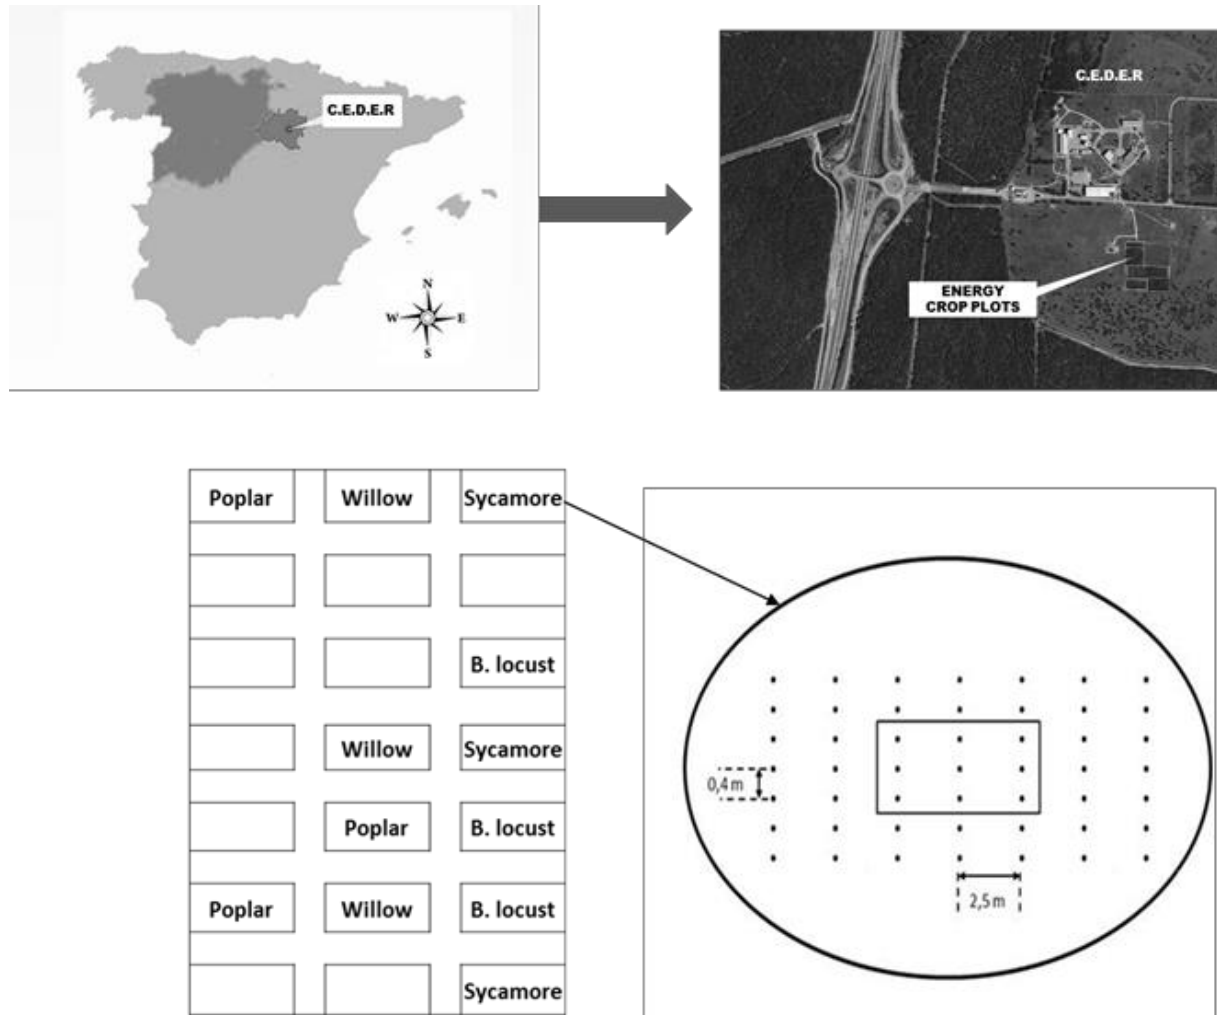 C.E.D.E.R
N
W E
S
C.E.D.E.R
ENERGY
CROP PLOTS
Poplar Willow Sycamore
B. locust
Willow Sycamore
Poplar B. locust
Poplar Willow B. locust
Sycamore
0,4 m
2,5 m